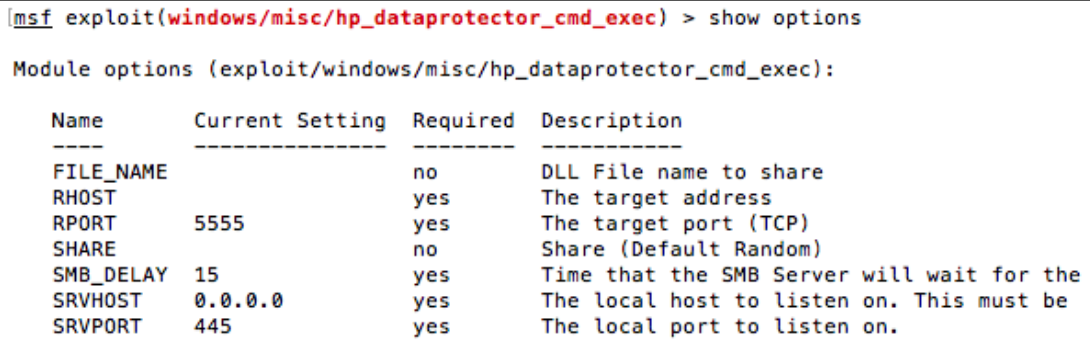 [msf exploit(windows/misc/hp_dataprotector_cmd_exec) > show options
Module options (exploit/windows/misc/hp_dataprotector_cmd_exec):
Name Current Setting Required Description
---- --------------- -------- -----------
FILE_NAME no DLL File name to share
RHOST yes The target address
RPORT 5555 yes The target port (TCP)
SHARE no Share (Default Random)
SMB_DELAY 15 yes Time that the SMB Server will wait for the
SRVHOST 0.0.0.0 yes The local host to listen on. This must be
SRVPORT 445 yes The local port to listen on.